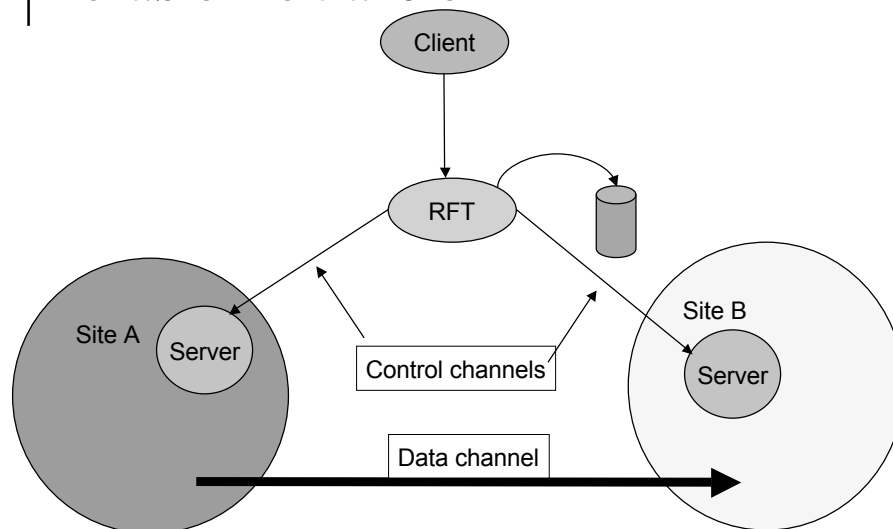 Client
RFT
Site A
Server
Site B
Server
Control channels
Data channel